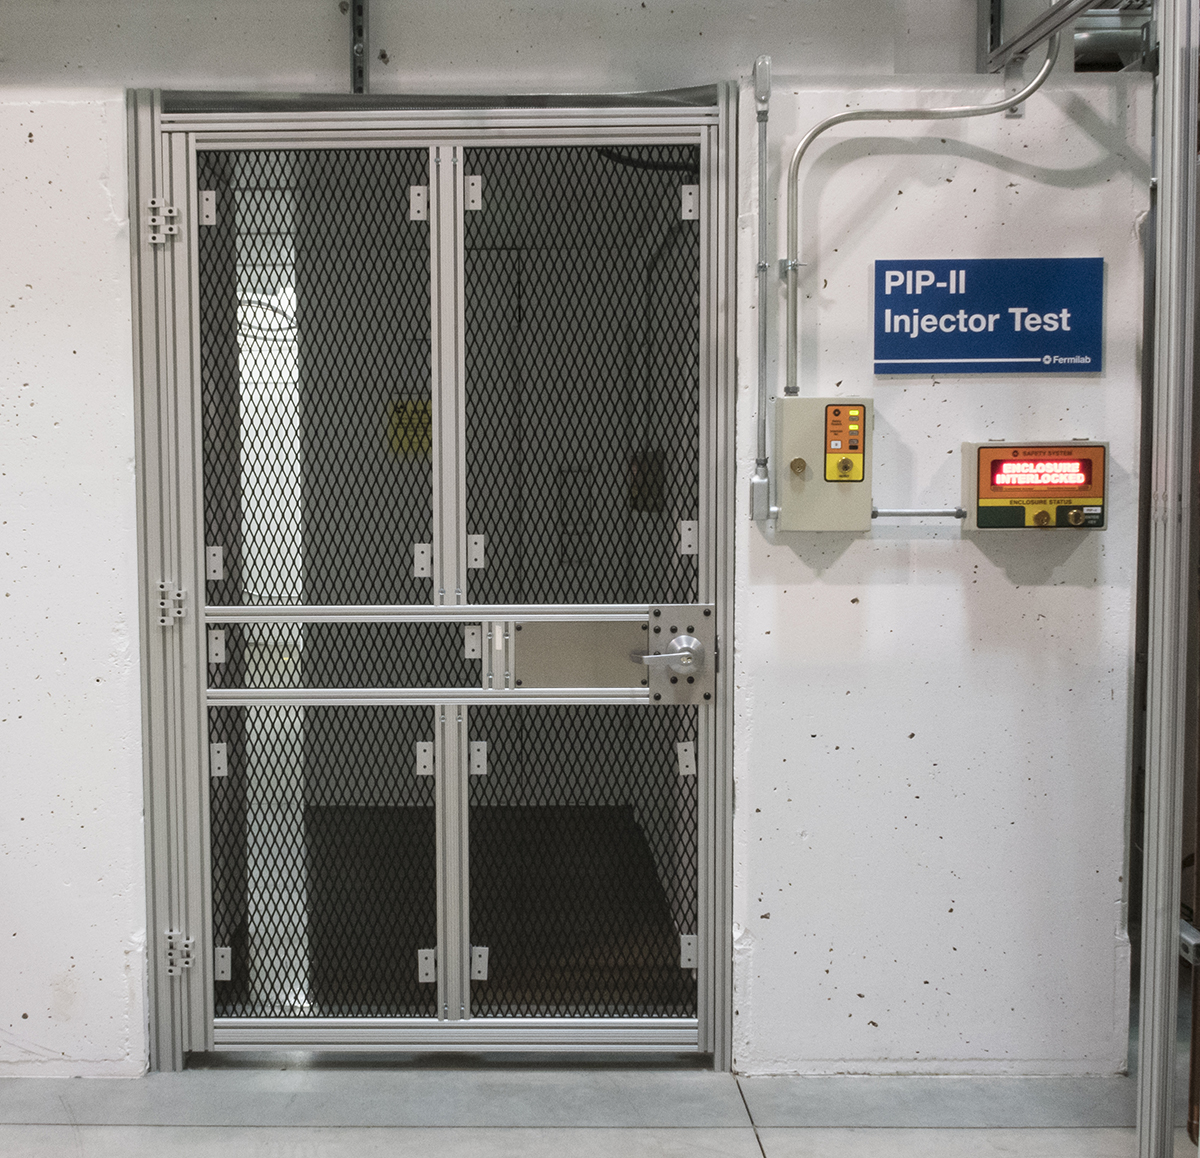 PIP-II
Injector Test
Fermilab
SAFETY SYSTEM
ENCLOSURE
INTERLOCKED
ENCLOSURE STATUS